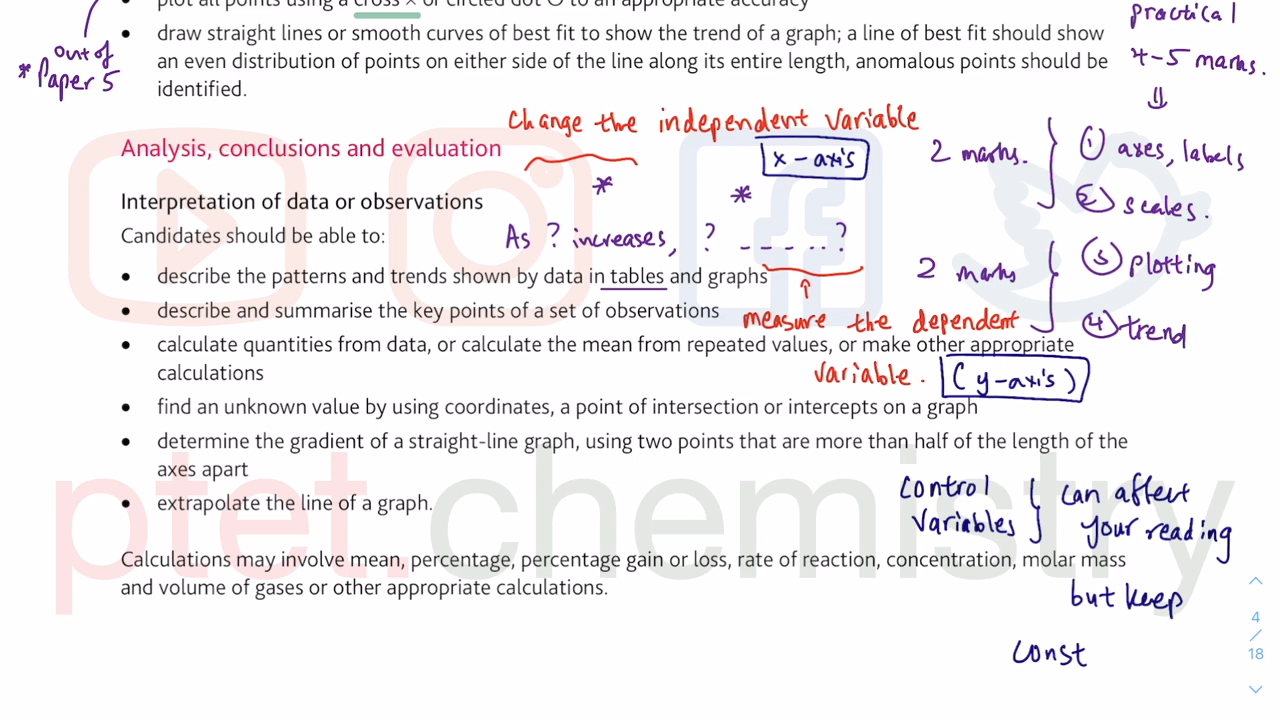 plot all points using a cross × or circled dot ʘ to an appropriate accuracy
practical
• draw straight lines or smooth curves of best fit to show the trend of a graph; a line of best fit should show
an even distribution of points on either side of the line along its entire length, anomalous points should be
identified.
out of
* Paper 5
4-5 marks.
⇓
change the independent variable
Analysis, conclusions and evaluation
x - axis
2 marks.
① axes, labels
② scales.
* *
Interpretation of data or observations
Candidates should be able to:
As ? increases, ? - - - . . ?
• describe the patterns and trends shown by data in tables and graphs
2 marks
③ plotting
④ trend
• describe and summarise the key points of a set of observations
measure the dependent
variable. (y-axis)
• calculate quantities from data, or calculate the mean from repeated values, or make other appropriate
calculations
• find an unknown value by using coordinates, a point of intersection or intercepts on a graph
• determine the gradient of a straight-line graph, using two points that are more than half of the length of the
axes apart
• extrapolate the line of a graph.
ptet.chemistry
control
variables
can affect
your reading
but keep
const
Calculations may involve mean, percentage, percentage gain or loss, rate of reaction, concentration, molar mass
and volume of gases or other appropriate calculations.
4
/
18